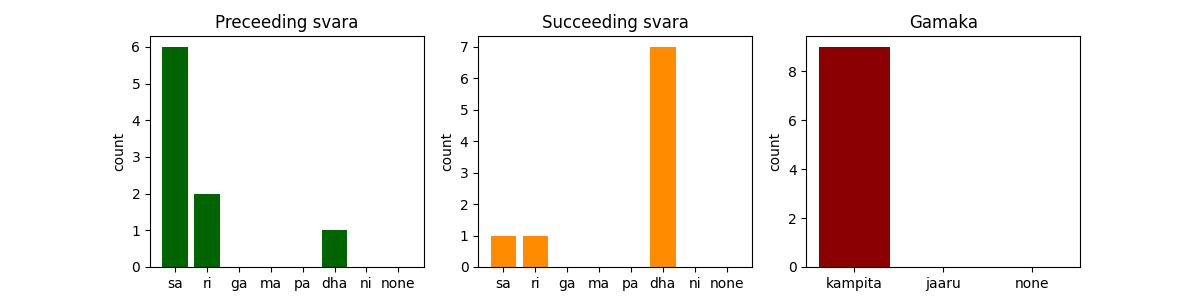 Preceeding svara
count
6
5
4
3
2
1
0
sa ri ga ma pa dha ni none
Succeeding svara
count
7
6
5
4
3
2
1
0
sa ri ga ma pa dha ni none
Gamaka
count
8
6
4
2
0
kampita jaaru none